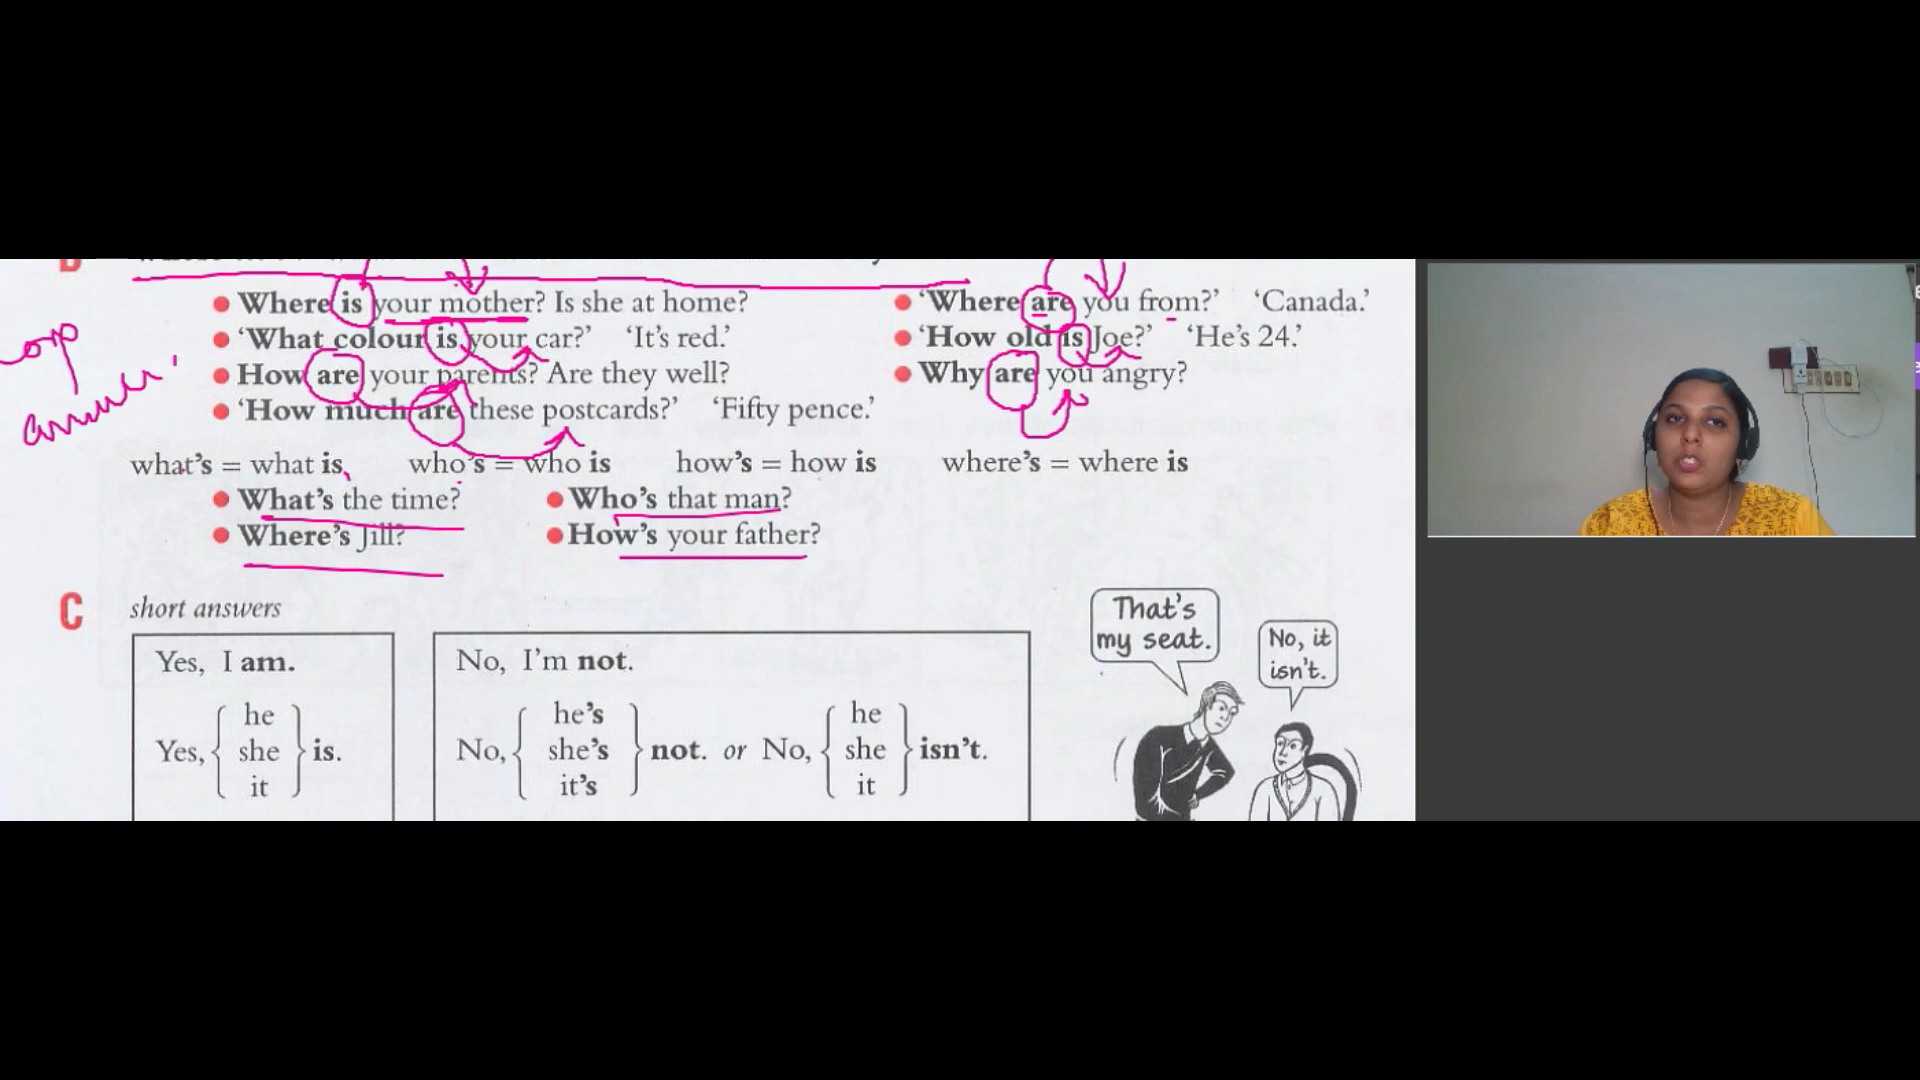 B
• Where is your mother? Is she at home?
• ‘What colour is your car?’ ‘It’s red.’
• How are your parents? Are they well?
• ‘How much are these postcards?’ ‘Fifty pence.’
• ‘Where are you from?’ ‘Canada.’
• ‘How old is Joe?’ ‘He’s 24.’
• Why are you angry?
what’s = what is who’s = who is how’s = how is where’s = where is
• What’s the time? • Who’s that man?
• Where’s Jill? • How’s your father?
C short answers
Yes, I am.
Yes, { he she it } is.
No, I’m not.
No, { he’s she’s it’s } not. or No, { he she it } isn’t.
That’s
my seat.
No, it
isn’t.